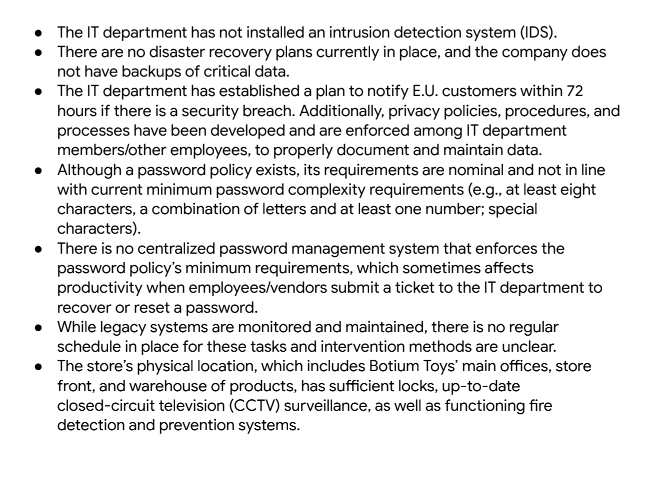 ● The IT department has not installed an intrusion detection system (IDS).
● There are no disaster recovery plans currently in place, and the company does
not have backups of critical data.
● The IT department has established a plan to notify E.U. customers within 72
hours if there is a security breach. Additionally, privacy policies, procedures, and
processes have been developed and are enforced among IT department
members/other employees, to properly document and maintain data.
● Although a password policy exists, its requirements are nominal and not in line
with current minimum password complexity requirements (e.g., at least eight
characters, a combination of letters and at least one number; special
characters).
● There is no centralized password management system that enforces the
password policy’s minimum requirements, which sometimes affects
productivity when employees/vendors submit a ticket to the IT department to
recover or reset a password.
● While legacy systems are monitored and maintained, there is no regular
schedule in place for these tasks and intervention methods are unclear.
● The store’s physical location, which includes Botium Toys’ main offices, store
front, and warehouse of products, has sufficient locks, up-to-date
closed-circuit television (CCTV) surveillance, as well as functioning fire
detection and prevention systems.